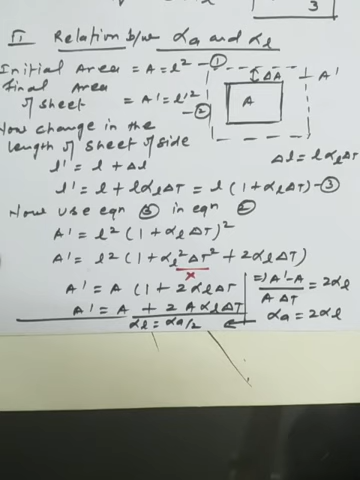 3
II Relation b/w αa and αl
Initial Area = A = l² - ①
final Area of sheet = A' = l'² - ②
ΔA A'
A
Now change in the length of sheet of side
Δl = lαlΔT
l' = l + Δl
l' = l + lαlΔT = l (1 + αlΔT) - ③
Now use eqn ③ in eqn ②
A' = l² (1 + αlΔT)²
A' = l² (1 + αl²ΔT² + 2αlΔT)
x
A' = A (1 + 2αlΔT
A' = A + 2AαlΔT
=> A'-A / AΔT = 2αl
αa = 2αl
αl = αa/2 ←